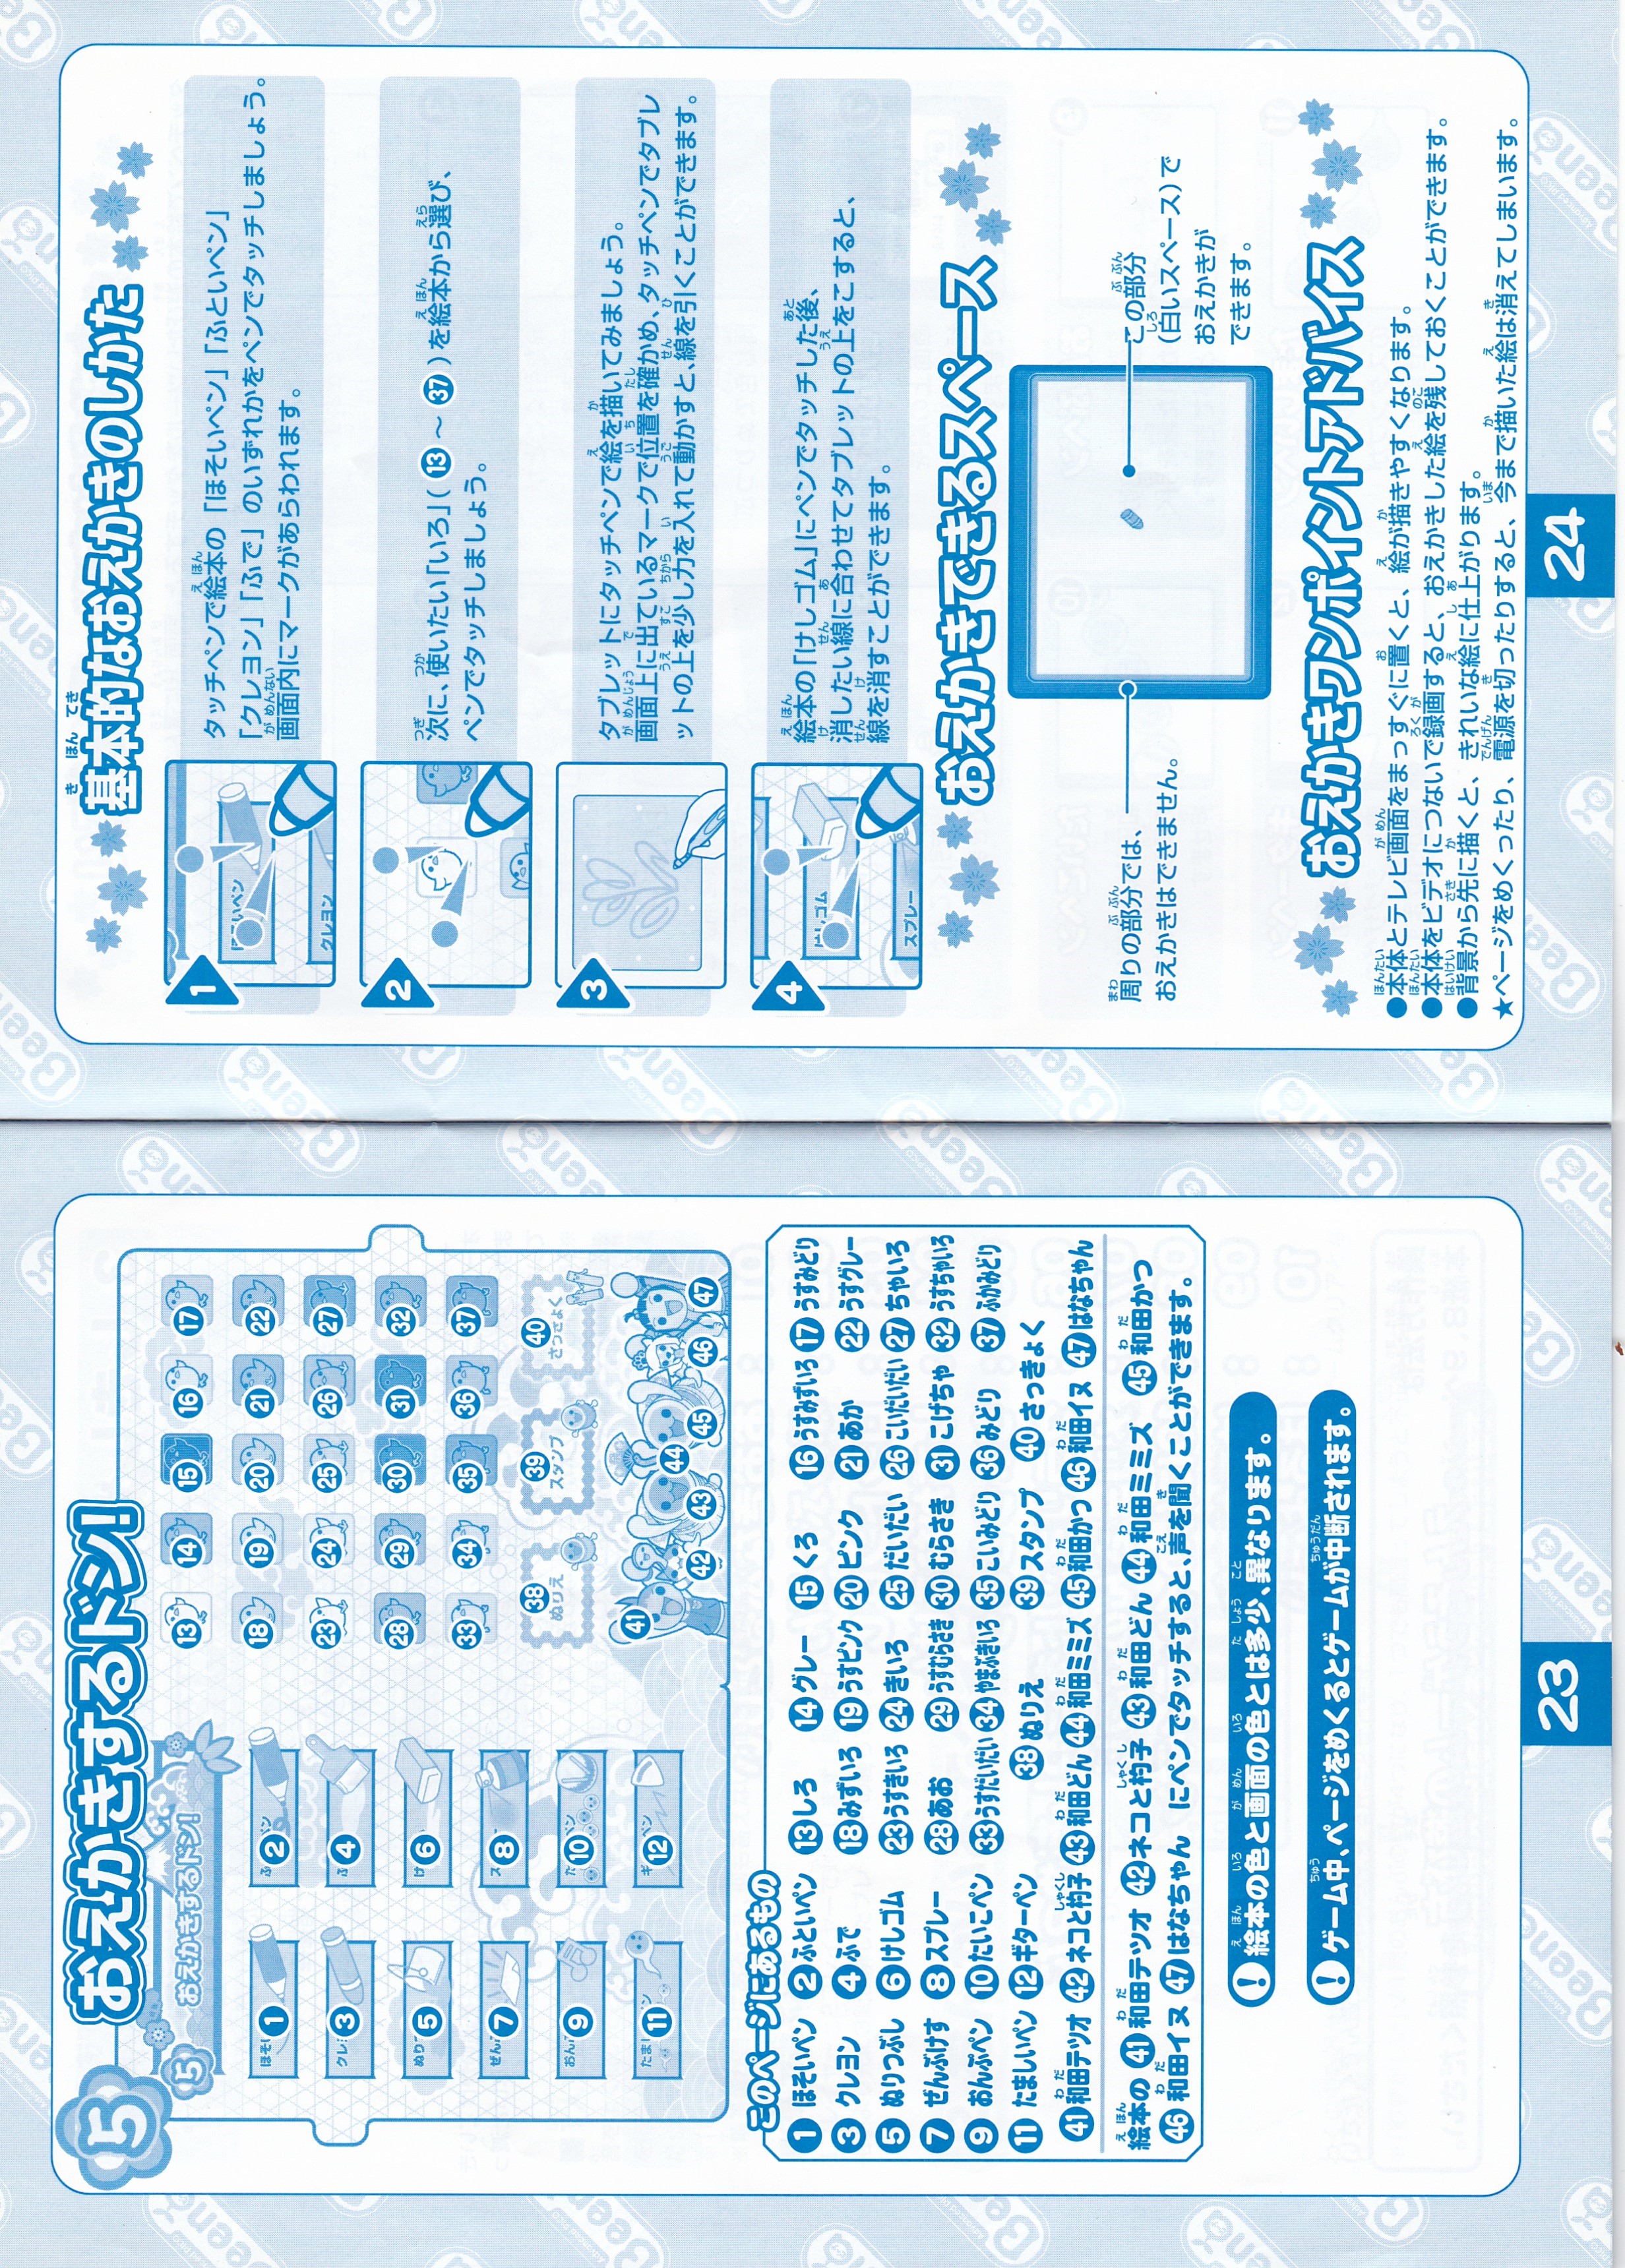 5 おえかきするドン!
5 おえかきするドン!
1 2
3 4
5 6
7 8
9 10
11 12
13 14 15 16 17
18 19 20 21 22
23 24 25 26 27
28 29 30 31 32
33 34 35 36 37
38 ぬりえ
39 スタンプ
40 さっきょく
41 42 43 44 45 46 47
このページにあるもの
1 ほそいペン 2 ふといペン 13 しろ 14 グレー 15 くろ 16 うすみずいろ 17 うすみどり
3 クレヨン 4 ふで 18 みずいろ 19 うすピンク 20 ピンク 21 あか 22 うすグレー
5 ぬりつぶし 6 けしゴム 23 うすきいろ 24 きいろ 25 だいだい 26 こいだいだい 27 ちゃいろ
7 ぜんぶけす 8 スプレー 28 あお 29 うすむらさき 30 むらさき 31 こげちゃ 32 うすちゃいろ
9 おんぷペン 10 たいこペン 33 うすだいだい 34 やまぶきいろ 35 こいみどり 36 みどり 37 ふかみどり
11 たましいペン 12 ギターペン 38 ぬりえ 39 スタンプ 40 さっきょく
41 和田テツオ 42 ネコと杓子 43 和田どん 44 和田ミミズ 45 和田かつ 46 和田イヌ 47 はなちゃん
絵本の 41 和田テツオ 42 ネコと杓子 43 和田どん 44 和田ミミズ 45 和田かつ
46 和田イヌ 47 はなちゃん にペンでタッチすると、声を聞くことができます。
! 絵本の色と画面の色とは多少、異なります。
! ゲーム中、ページをめくるとゲームが中断されます。
23
基本的なおえかきのしかた
1
クレヨン
タッチペンで絵本の「ほそいペン」「ふといペン」
「クレヨン」「ふで」のいずれかをペンでタッチしましょう。
画面内にマークがあらわれます。
2
次に、使いたい「いろ」( 13 ~ 37 )を絵本から選び、
ペンでタッチしましょう。
3
タブレットにタッチペンで絵を描いてみましょう。
画面上に出ているマークで位置を確かめ、タッチペンでタブレ
ットの上を少し力を入れて動かすと、線を引くことができます。
4
けしゴム
スプレー
絵本の「けしゴム」にペンでタッチした後、
消したい線に合わせてタブレットの上をこすると、
線を消すことができます。
おえかきできるスペース
周りの部分では、
おえかきはできません。
この部分
(白いスペース)で
おえかきが
できます。
おえかきワンポイントアドバイス
●本体とテレビ画面をまっすぐに置くと、絵が描きやすくなります。
●本体をビデオにつないで録画すると、おえかきした絵を残しておくことができます。
●背景から先に描くと、きれいな絵に仕上がります。
★ページをめくったり、電源を切ったりすると、今まで描いた絵は消えてしまいます。
24